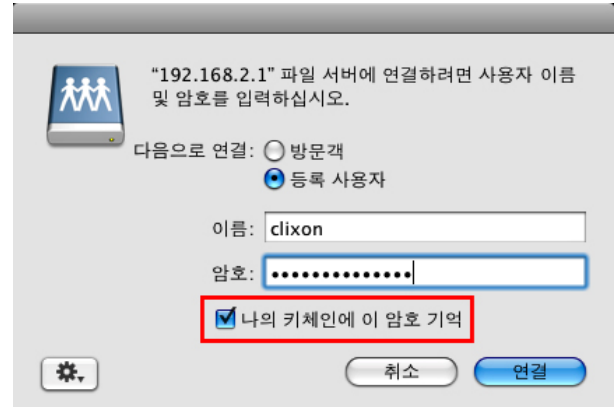 “192.168.2.1” 파일 서버에 연결하려면 사용자 이름
및 암호를 입력하십시오.
다음으로 연결: 방문객
등록 사용자
이름: clixon
암호: ••••••••••••••
나의 키체인에 이 암호 기억
취소 연결